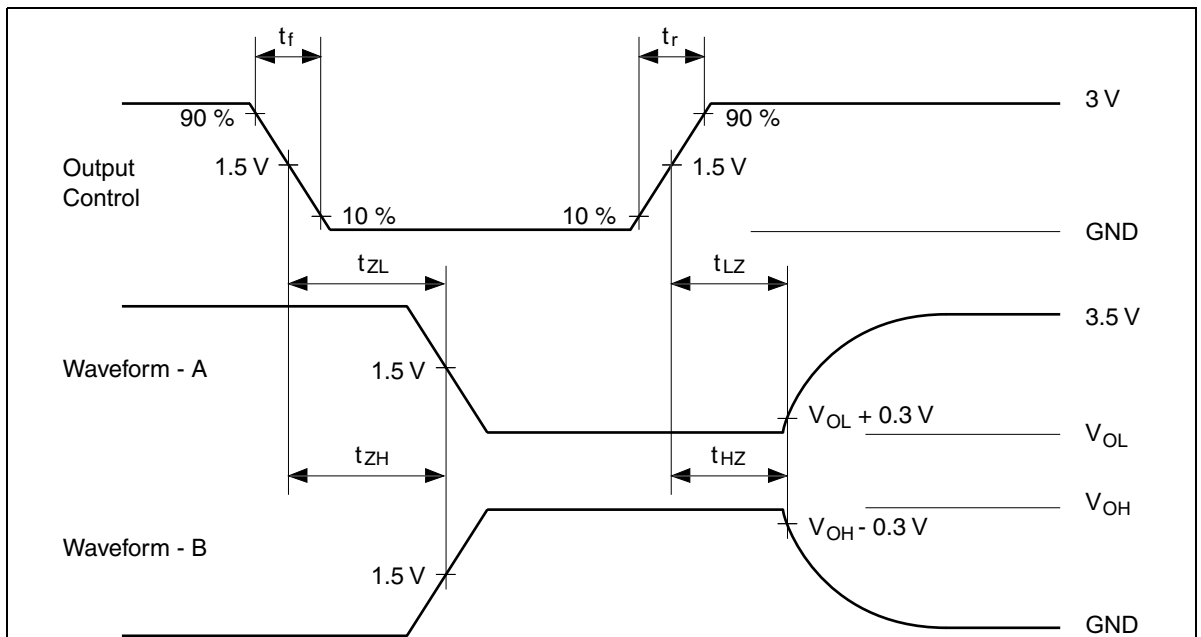 tf
tr
90 %
90 %
3 V
Output
Control
1.5 V
1.5 V
10 %
10 %
GND
tZL
tLZ
3.5 V
Waveform - A
1.5 V
VOL + 0.3 V
VOL
tZH
tHZ
VOH
VOH - 0.3 V
Waveform - B
1.5 V
GND